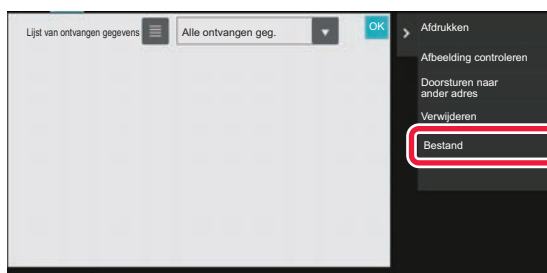 Lijst van ontvangen gegevens
Alle ontvangen geg.
OK
Afdrukken
Afbeelding controleren
Doorsturen naar
ander adres
Verwijderen
Bestand